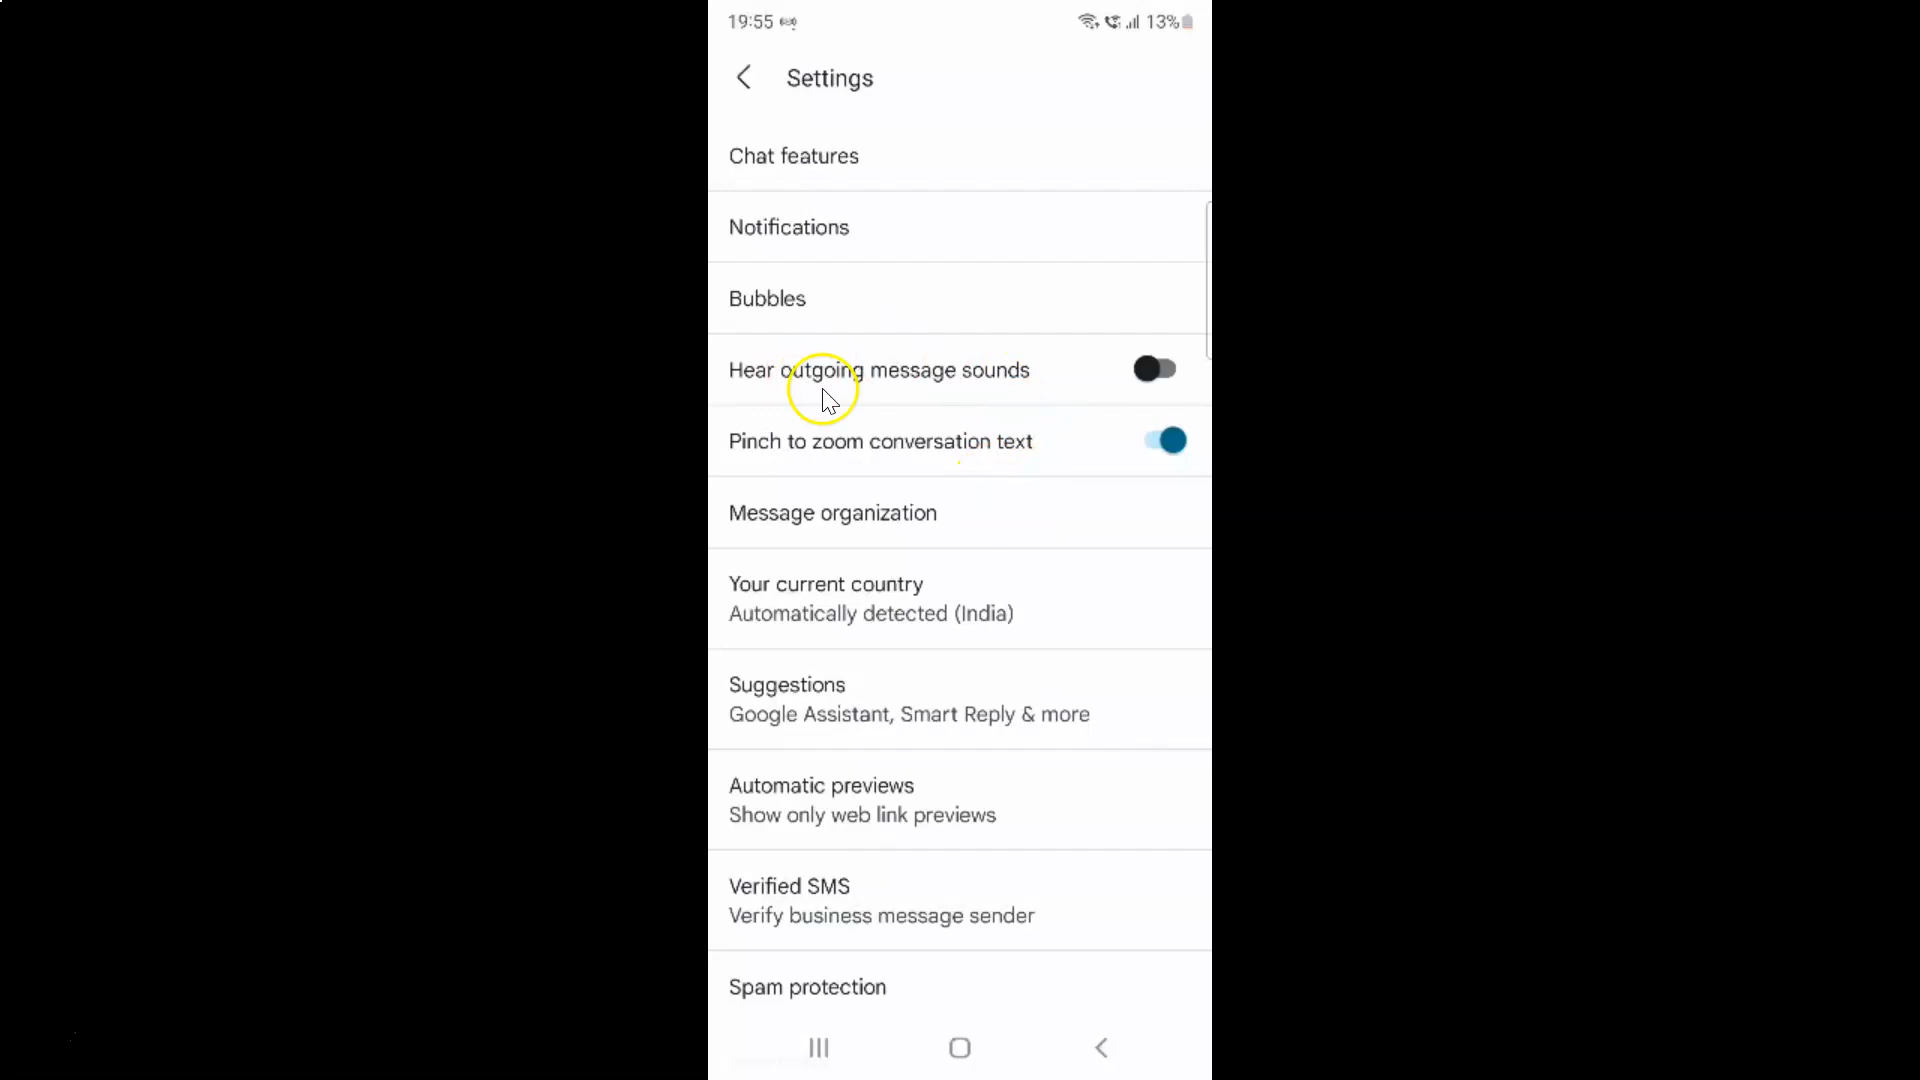 19:55 13%
Settings
Chat features
Notifications
Bubbles
Hear outgoing message sounds
Pinch to zoom conversation text
Message organization
Your current country
Automatically detected (India)
Suggestions
Google Assistant, Smart Reply & more
Automatic previews
Show only web link previews
Verified SMS
Verify business message sender
Spam protection